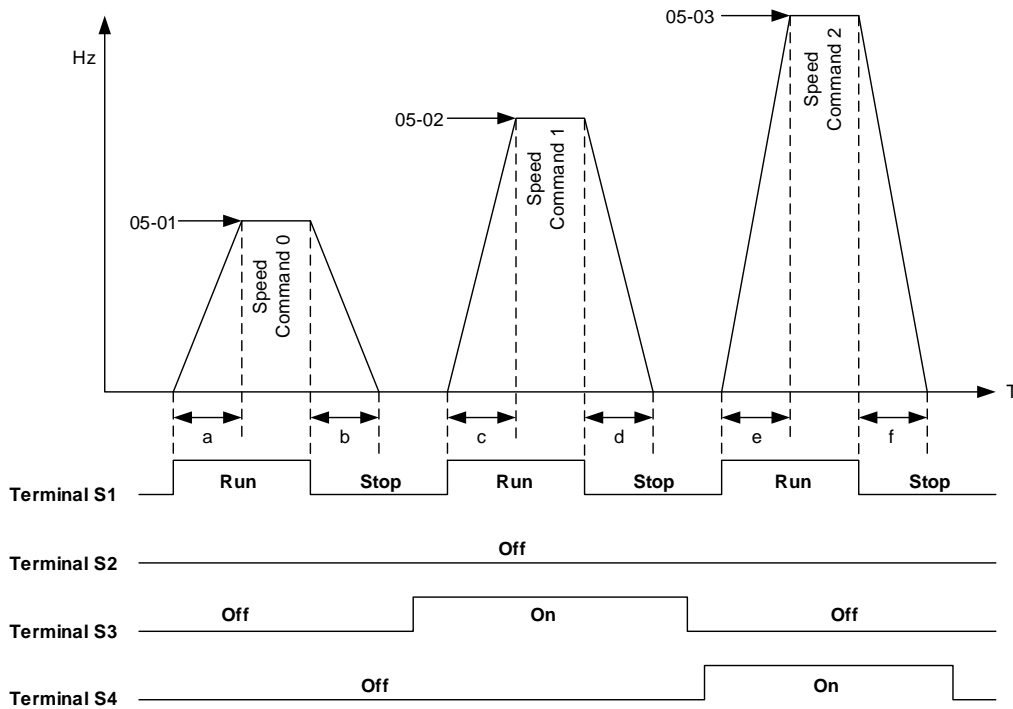 05-03
Hz
Speed
Command 2
05-02
Speed
Command 1
05-01
Speed
Command 0
T
a
b
c
d
e
f
Terminal S1
Run
Stop
Run
Stop
Run
Stop
Terminal S2
Off
Terminal S3
Off
On
Off
Terminal S4
Off
On